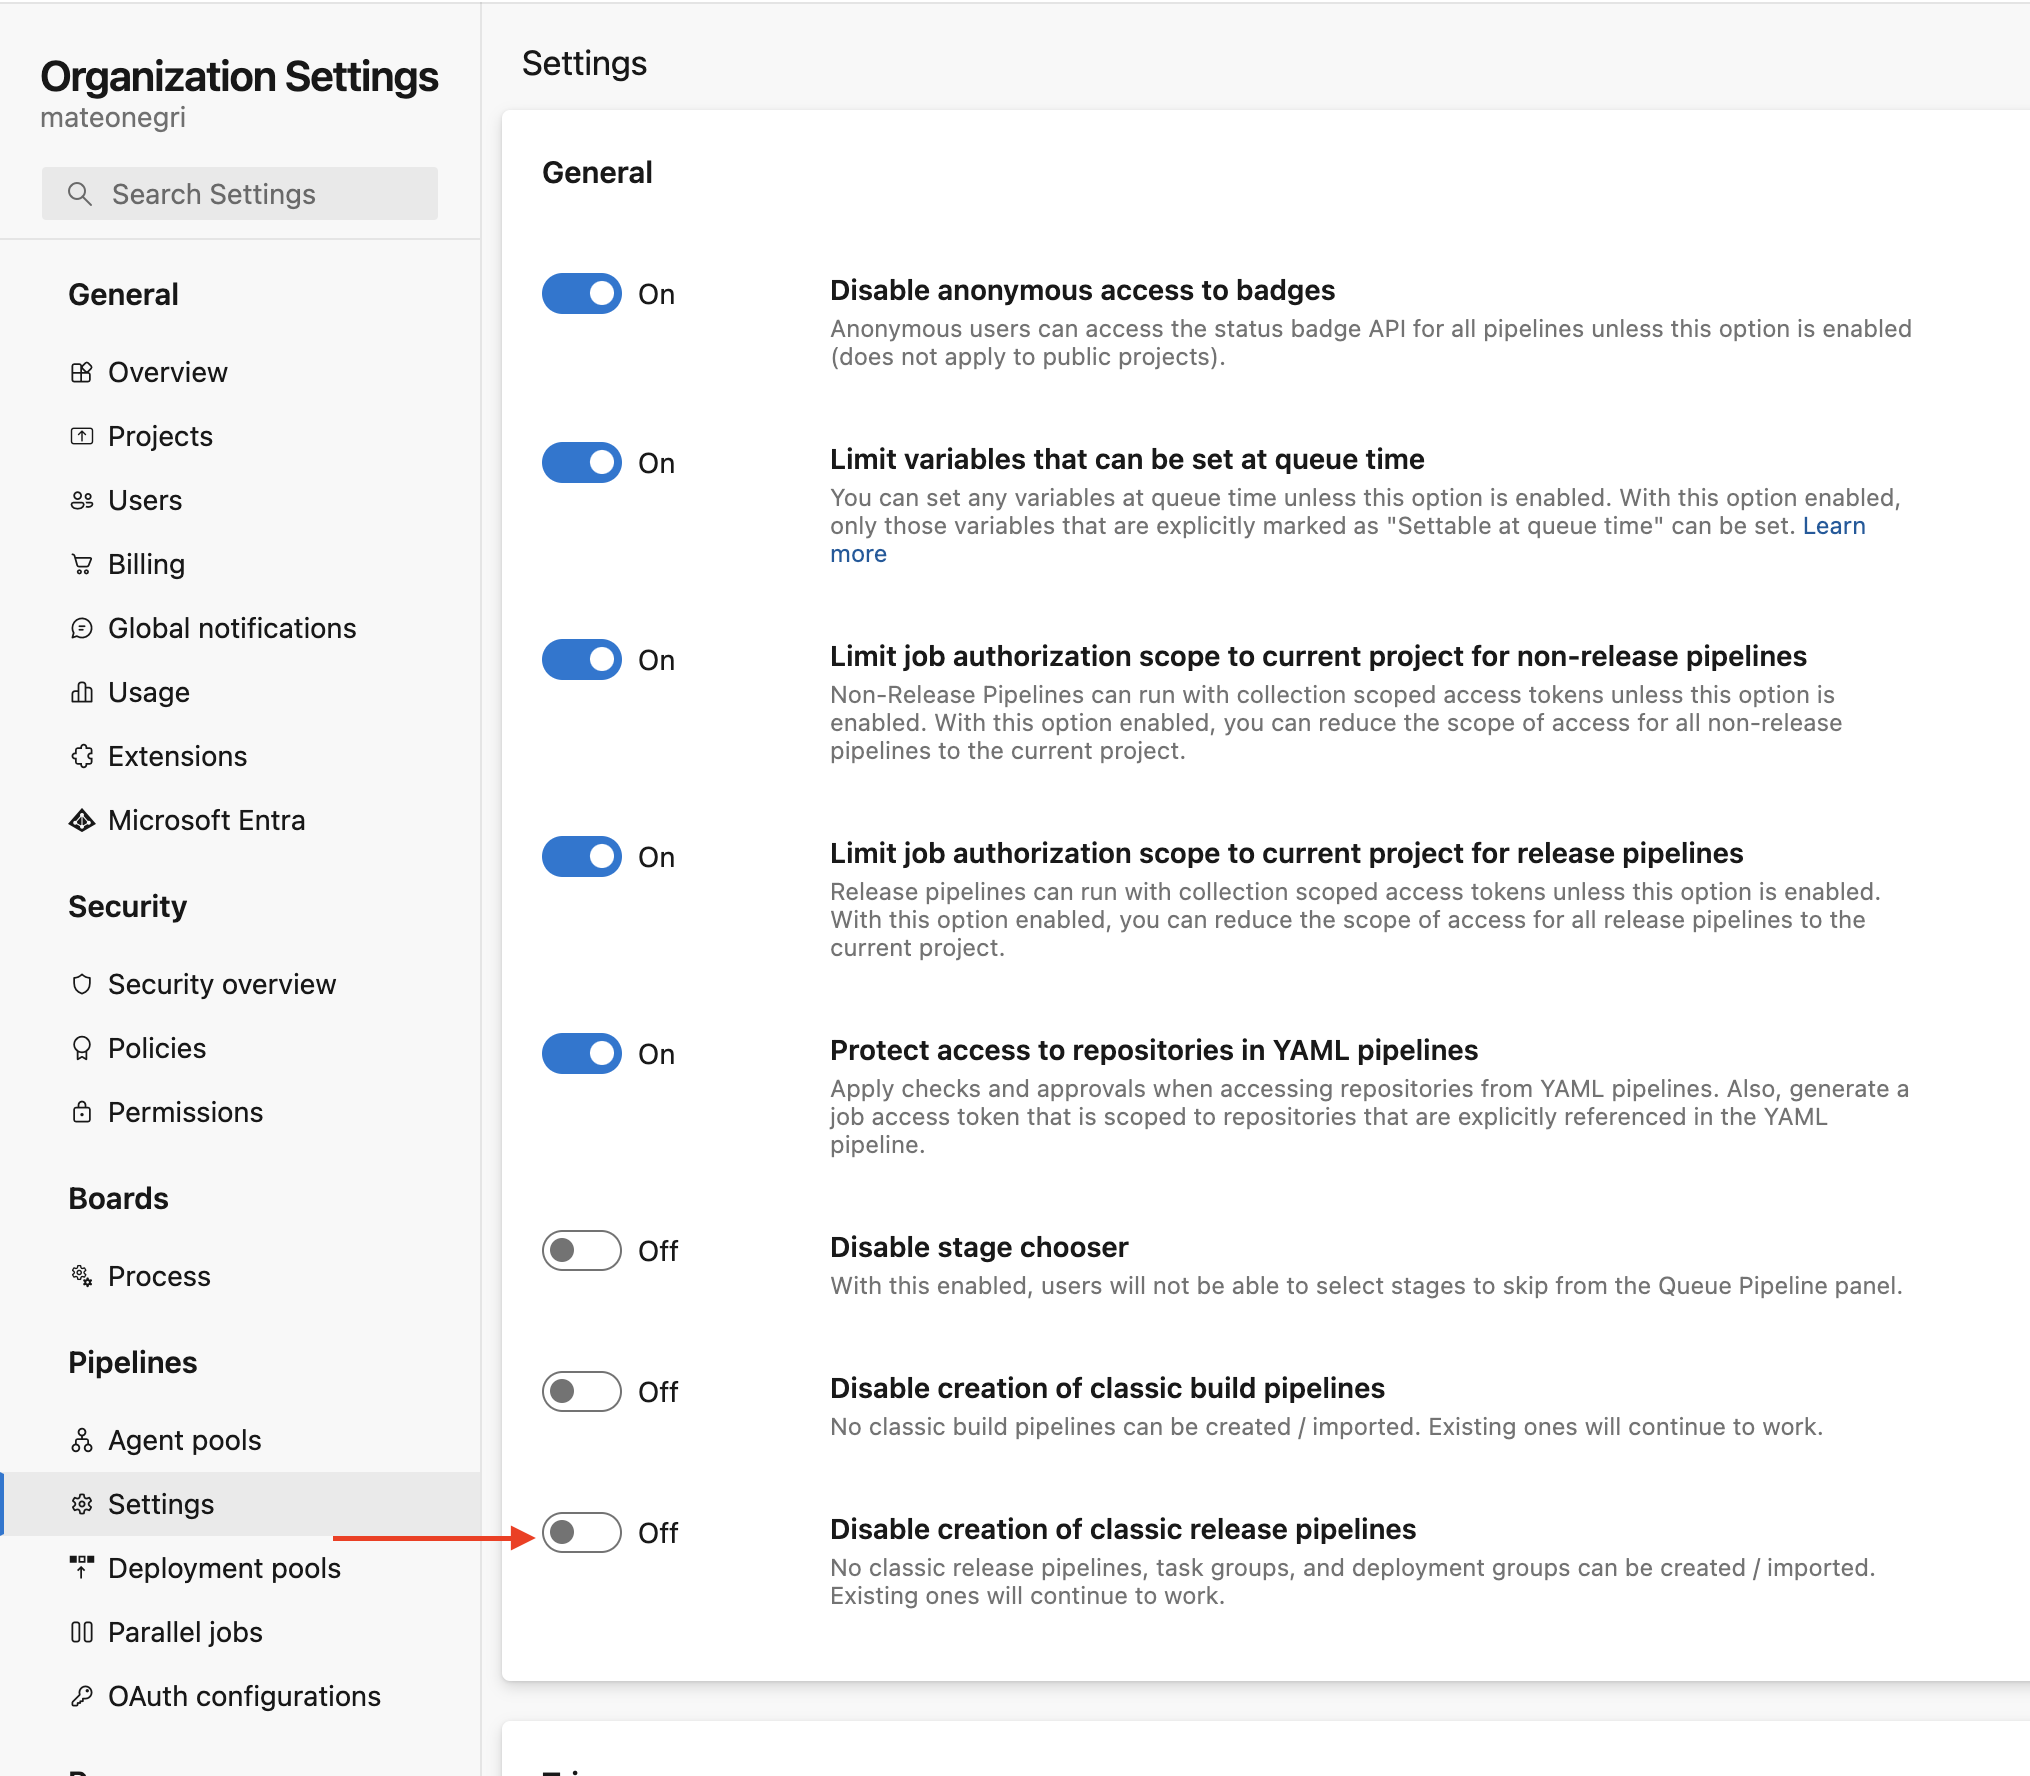 Organization Settings
mateonegri
Search Settings
General
Overview
Projects
Users
Billing
Global notifications
Usage
Extensions
Microsoft Entra
Security
Security overview
Policies
Permissions
Boards
Process
Pipelines
Agent pools
Settings
Deployment pools
Parallel jobs
OAuth configurations
Settings
General
On
Disable anonymous access to badges
Anonymous users can access the status badge API for all pipelines unless this option is enabled
(does not apply to public projects).
On
Limit variables that can be set at queue time
You can set any variables at queue time unless this option is enabled. With this option enabled,
only those variables that are explicitly marked as "Settable at queue time" can be set. Learn
more
On
Limit job authorization scope to current project for non-release pipelines
Non-Release Pipelines can run with collection scoped access tokens unless this option is
enabled. With this option enabled, you can reduce the scope of access for all non-release
pipelines to the current project.
On
Limit job authorization scope to current project for release pipelines
Release pipelines can run with collection scoped access tokens unless this option is enabled.
With this option enabled, you can reduce the scope of access for all release pipelines to the
current project.
On
Protect access to repositories in YAML pipelines
Apply checks and approvals when accessing repositories from YAML pipelines. Also, generate a
job access token that is scoped to repositories that are explicitly referenced in the YAML
pipeline.
Off
Disable stage chooser
With this enabled, users will not be able to select stages to skip from the Queue Pipeline panel.
Off
Disable creation of classic build pipelines
No classic build pipelines can be created / imported. Existing ones will continue to work.
Off
Disable creation of classic release pipelines
No classic release pipelines, task groups, and deployment groups can be created / imported.
Existing ones will continue to work.